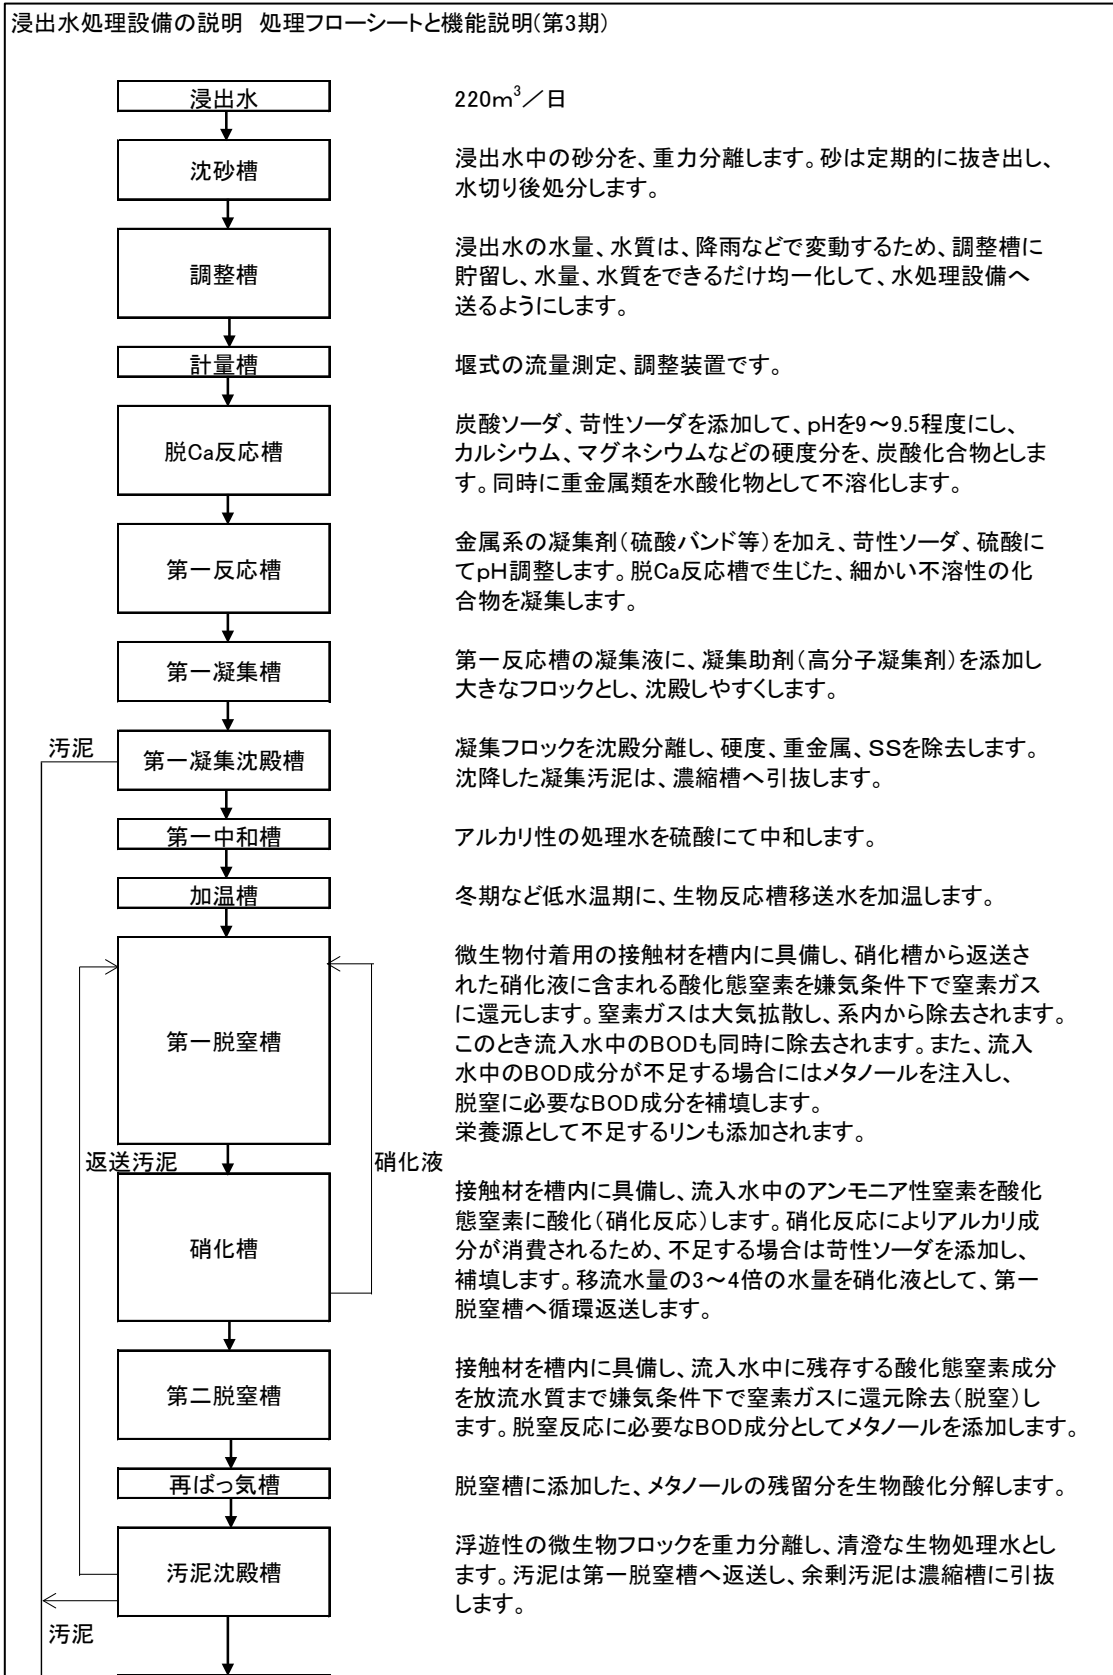 浸出水処理設備の説明 処理フローシートと機能説明(第3期)
浸出水
220m³／日
沈砂槽
浸出水中の砂分を、重力分離します。砂は定期的に抜き出し、
水切り後処分します。
調整槽
浸出水の水量、水質は、降雨などで変動するため、調整槽に
貯留し、水量、水質をできるだけ均一化して、水処理設備へ
送るようにします。
計量槽
堰式の流量測定、調整装置です。
脱Ca反応槽
炭酸ソーダ、苛性ソーダを添加して、pHを9～9.5程度にし、
カルシウム、マグネシウムなどの硬度分を、炭酸化合物としま
す。同時に重金属類を水酸化物として不溶化します。
第一反応槽
金属系の凝集剤（硫酸バンド等）を加え、苛性ソーダ、硫酸に
てpH調整します。脱Ca反応槽で生じた、細かい不溶性の化
合物を凝集します。
第一凝集槽
第一反応槽の凝集液に、凝集助剤（高分子凝集剤）を添加し
大きなフロックとし、沈殿しやすくします。
汚泥
第一凝集沈殿槽
凝集フロックを沈殿分離し、硬度、重金属、SSを除去します。
沈降した凝集汚泥は、濃縮槽へ引抜します。
第一中和槽
アルカリ性の処理水を硫酸にて中和します。
加温槽
冬期など低水温期に、生物反応槽移送水を加温します。
第一脱窒槽
微生物付着用の接触材を槽内に具備し、硝化槽から返送さ
れた硝化液に含まれる酸化態窒素を嫌気条件下で窒素ガス
に還元します。窒素ガスは大気拡散し、系内から除去されます。
このとき流入水中のBODも同時に除去されます。また、流入
水中のBOD成分が不足する場合にはメタノールを注入し、
脱窒に必要なBOD成分を補填します。
栄養源として不足するリンも添加されます。
返送汚泥
硝化液
硝化槽
接触材を槽内に具備し、流入水中のアンモニア性窒素を酸化
態窒素に酸化（硝化反応）します。硝化反応によりアルカリ成
分が消費されるため、不足する場合は苛性ソーダを添加し、
補填します。移流水量の3～4倍の水量を硝化液として、第一
脱窒槽へ循環返送します。
第二脱窒槽
接触材を槽内に具備し、流入水中に残存する酸化態窒素成分
を放流水質まで嫌気条件下で窒素ガスに還元除去（脱窒）し
ます。脱窒反応に必要なBOD成分としてメタノールを添加します。
再ばっ気槽
脱窒槽に添加した、メタノールの残留分を生物酸化分解します。
汚泥沈殿槽
浮遊性の微生物フロックを重力分離し、清澄な生物処理水とし
ます。汚泥は第一脱窒槽へ返送し、余剰汚泥は濃縮槽に引抜
します。
汚泥